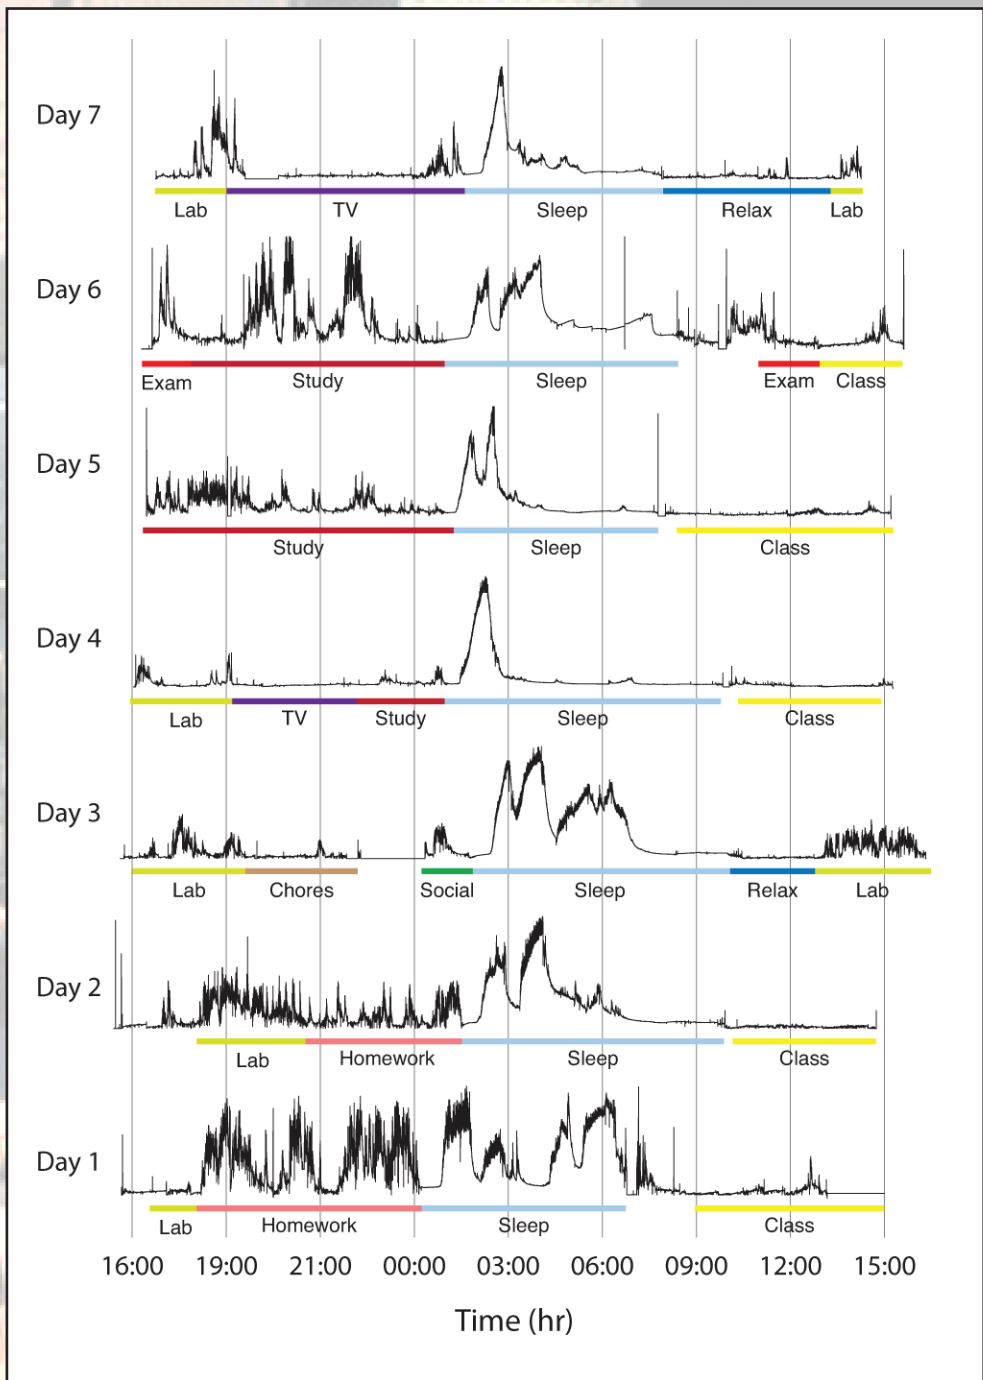 Day 7
Lab TV Sleep Relax Lab
Day 6
Exam Study Sleep Exam Class
Day 5
Study Sleep Class
Day 4
Lab TV Study Sleep Class
Day 3
Lab Chores Social Sleep Relax Lab
Day 2
Lab Homework Sleep Class
Day 1
Lab Homework Sleep Class
16:00 19:00 21:00 00:00 03:00 06:00 09:00 12:00 15:00
Time (hr)